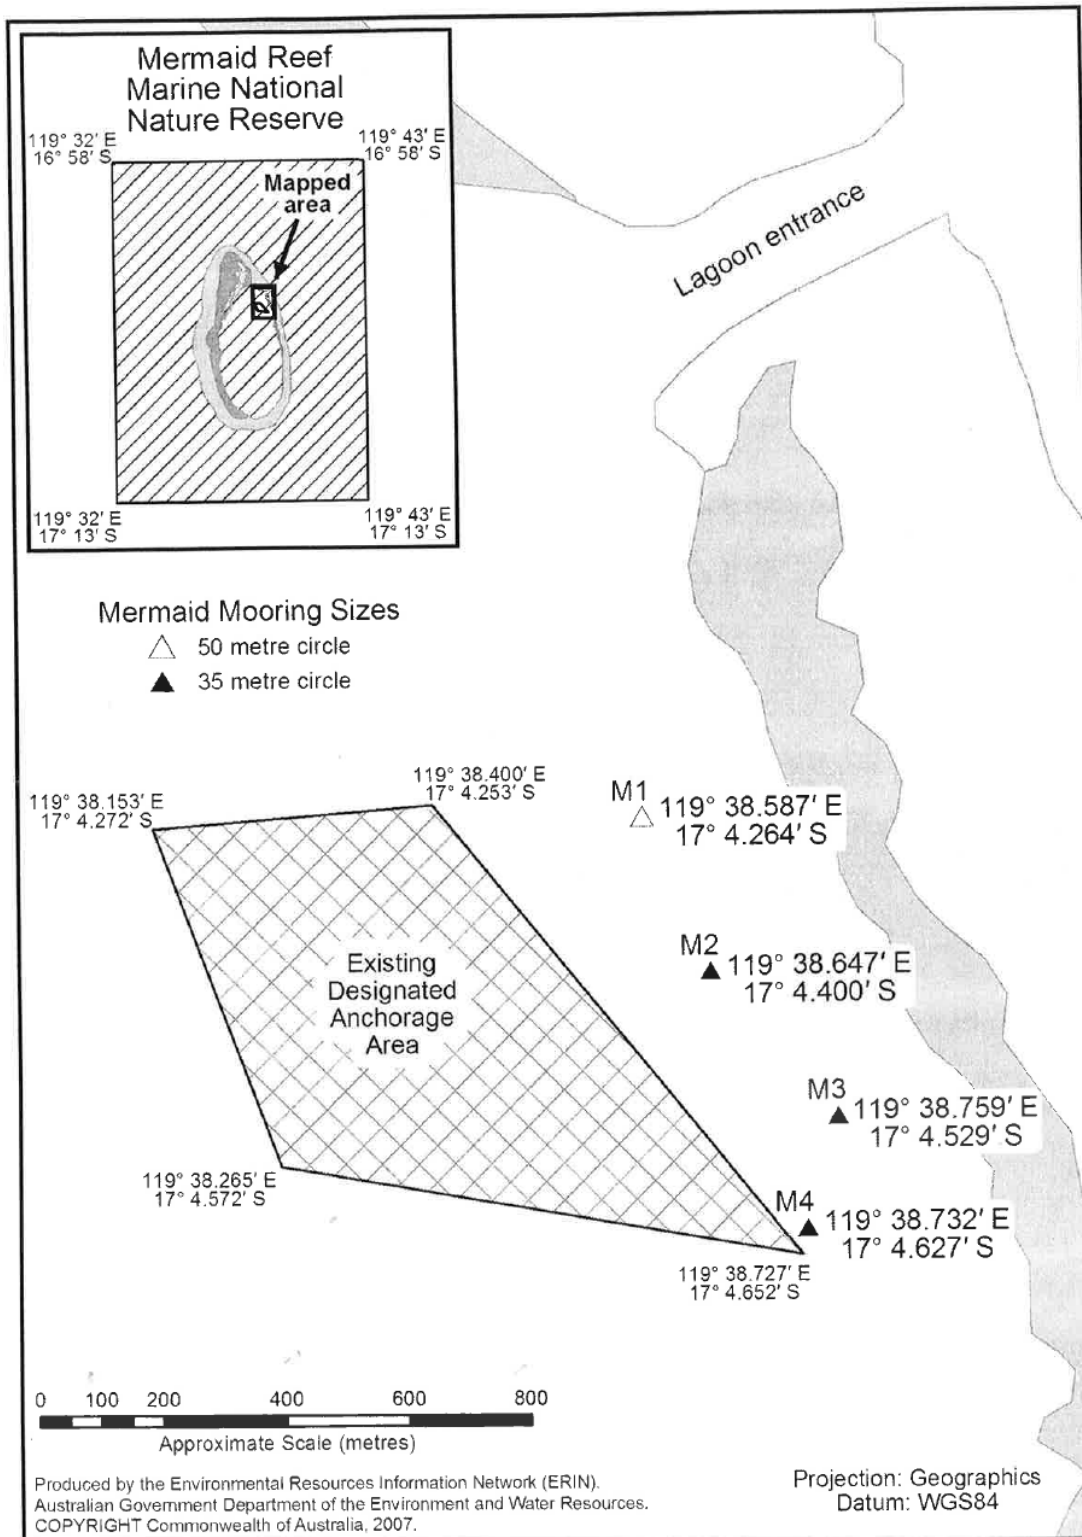 Mermaid Reef
Marine National
Nature Reserve
119° 32′ E
16° 58′ S
119° 43′ E
16° 58′ S
Mapped
area
119° 32′ E
17° 13′ S
119° 43′ E
17° 13′ S
Lagoon entrance
Mermaid Mooring Sizes
50 metre circle
35 metre circle
119° 38.153′ E
17° 4.272′ S
119° 38.400′ E
17° 4.253′ S
M1
119° 38.587′ E
17° 4.264′ S
M2
119° 38.647′ E
17° 4.400′ S
Existing
Designated
Anchorage
Area
M3
119° 38.759′ E
17° 4.529′ S
119° 38.265′ E
17° 4.572′ S
M4
119° 38.732′ E
17° 4.627′ S
119° 38.727′ E
17° 4.652′ S
0 100 200 400 600 800
Approximate Scale (metres)
Produced by the Environmental Resources Information Network (ERIN).
Australian Government Department of the Environment and Water Resources.
COPYRIGHT Commonwealth of Australia, 2007.
Projection: Geographics
Datum: WGS84